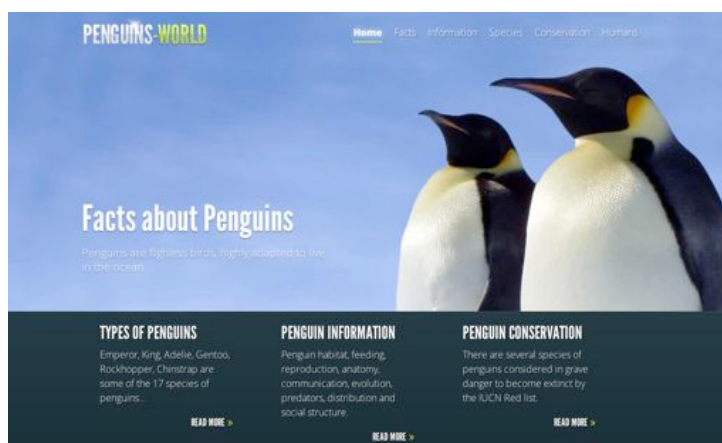 PENGUINS-WORLD
Home Facts Information Species Conservation Humans
Facts about Penguins
Penguins are flighless birds, highly adapted to live
in the ocean.
TYPES OF PENGUINS
Emperor, King, Adelie, Gentoo,
Rockhopper, Chinstrap are
some of the 17 species of
penguins...
READ MORE »
PENGUIN INFORMATION
Penguin habitat, feeding,
reproduction, anatomy,
communication, evolution,
predators, distribution and
social structure.
READ MORE »
PENGUIN CONSERVATION
There are several species of
penguins considered in grave
danger to become extinct by
the IUCN Red list.
READ MORE »